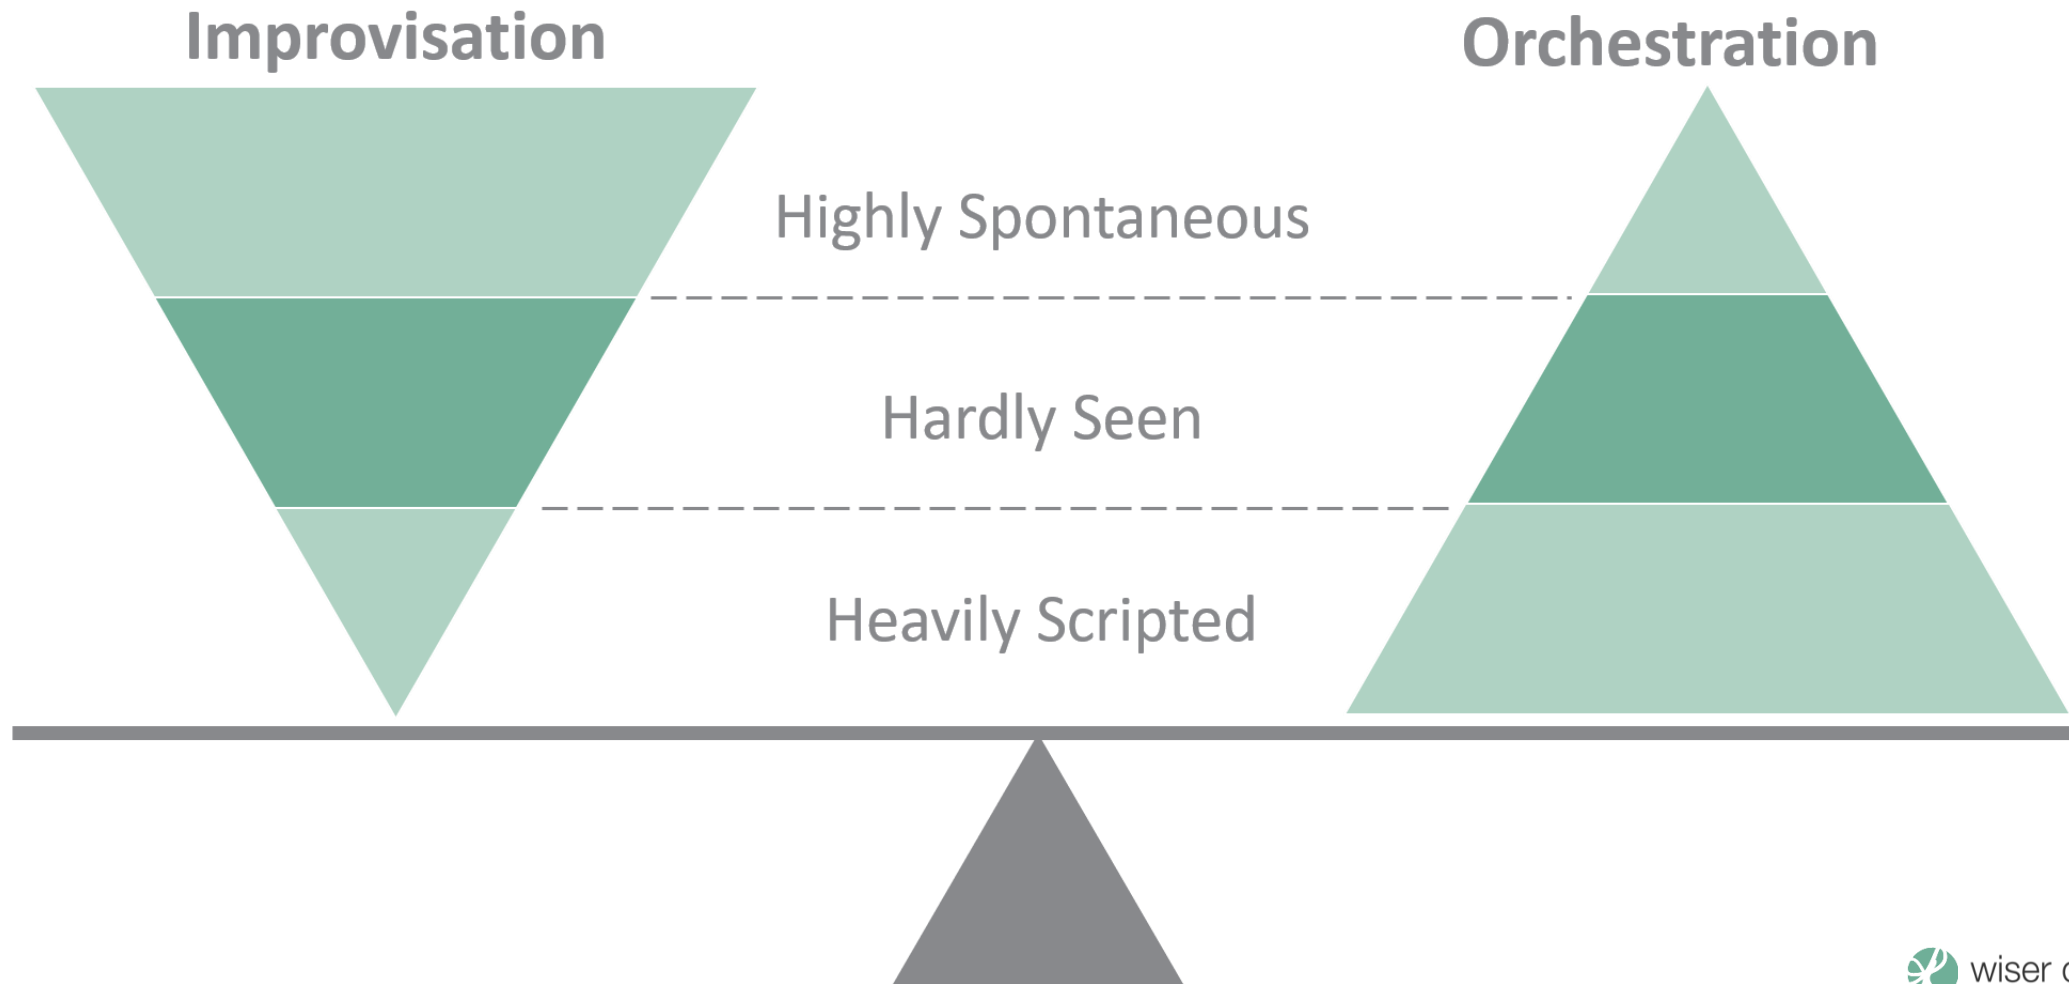 Improvisation
Orchestration
Highly Spontaneous
Hardly Seen
Heavily Scripted
wiser